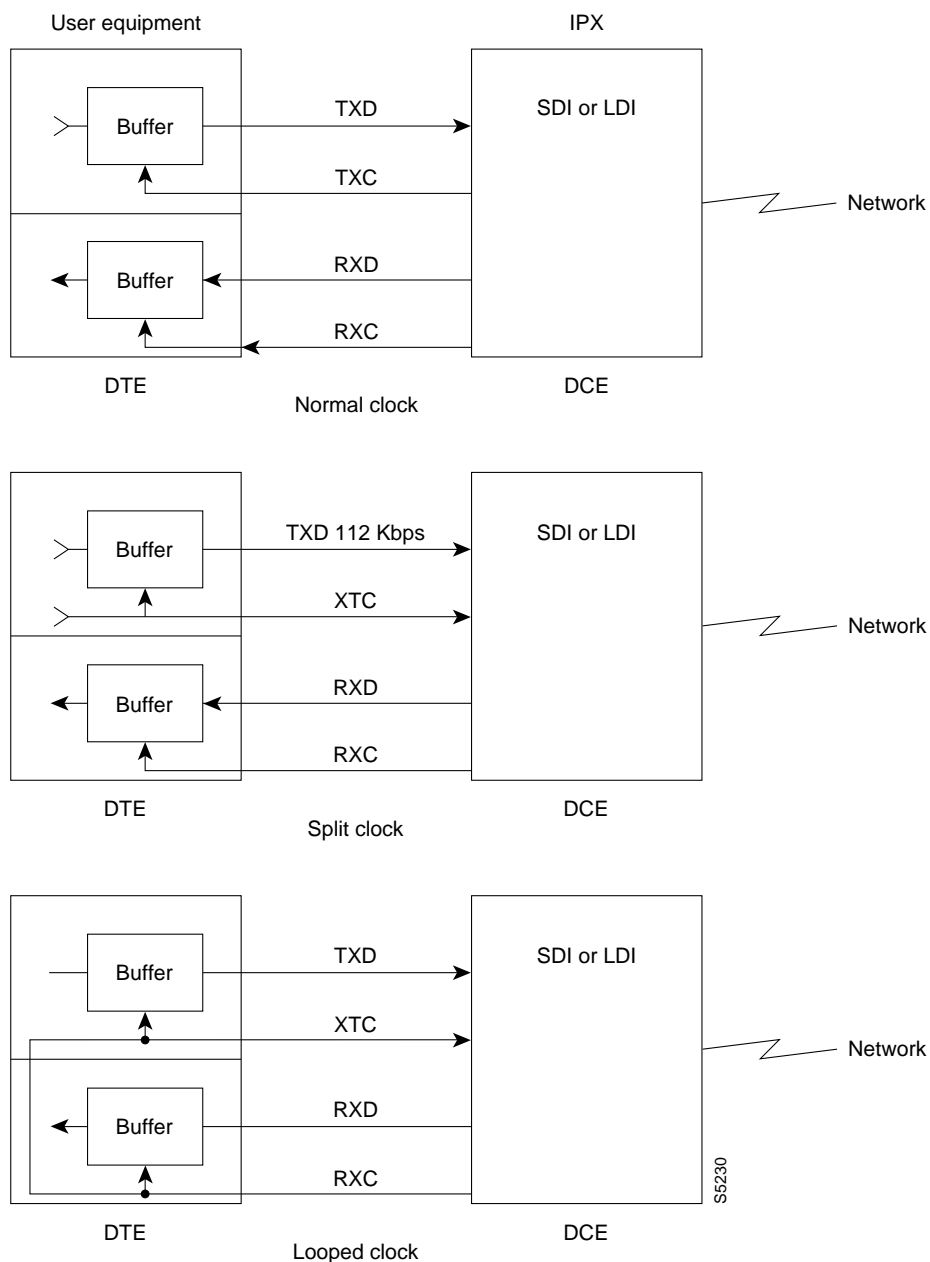 User equipment
IPX
Buffer
TXD
SDI or LDI
TXC
Network
Buffer
RXD
RXC
DTE
DCE
Normal clock
Buffer
TXD 112 Kbps
SDI or LDI
XTC
Network
Buffer
RXD
RXC
DTE
DCE
Split clock
Buffer
TXD
SDI or LDI
XTC
Network
Buffer
RXD
RXC
S5230
DTE
DCE
Looped clock